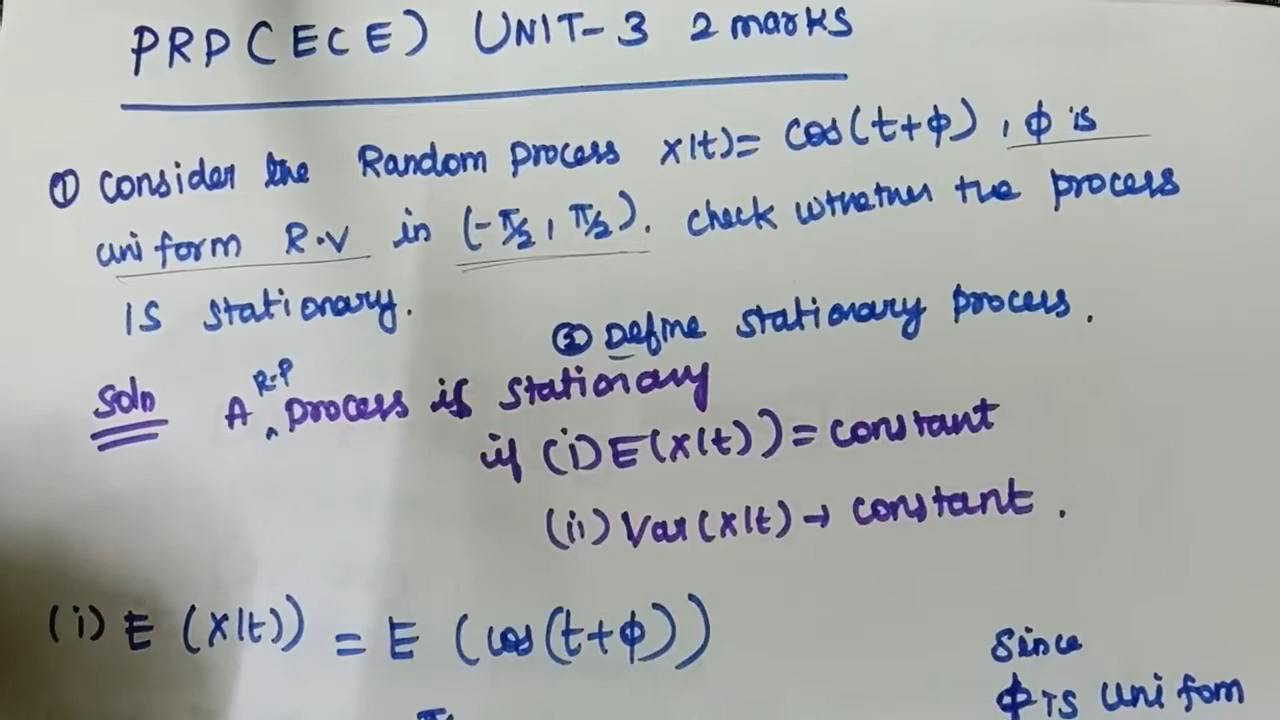 PRP(ECE) UNIT-3 2 marks
① Consider the Random process X(t)= cos(t+ϕ), ϕ is
uniform R.V in (-π/2, π/2). check whether the process
is stationary.
② Define stationary process.
Soln A R.P process is stationary
if (i) E(X(t)) = constant
(ii) Var(X(t) → constant.
(i) E (X(t)) = E (cos(t+ϕ))
Since
ϕ is uniform